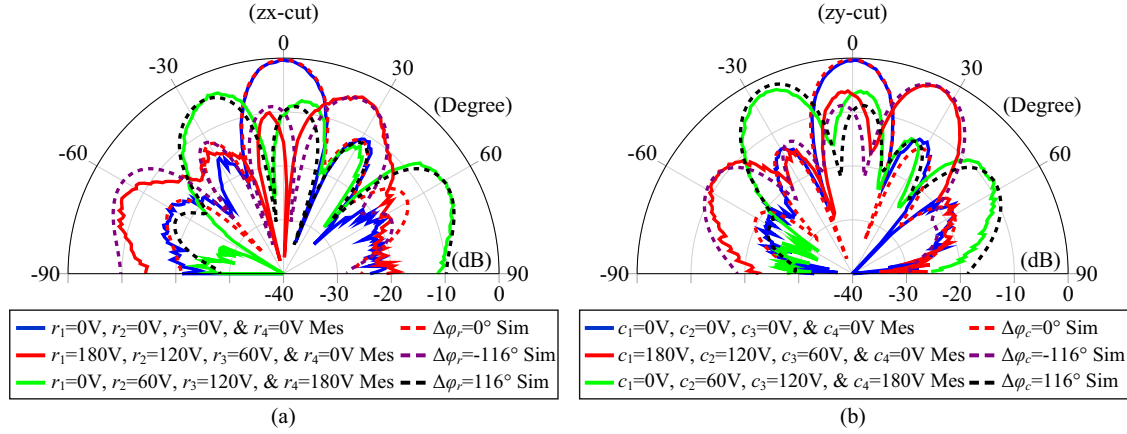 (zx-cut)
0
-30
30
(Degree)
-60
60
-90
(dB)
90
-40
-30
-20
-10
0
r₁=0V, r₂=0V, r₃=0V, & r₄=0V Mes
Δφᵣ=0° Sim
r₁=180V, r₂=120V, r₃=60V, & r₄=0V Mes
Δφᵣ=-116° Sim
r₁=0V, r₂=60V, r₃=120V, & r₄=180V Mes
Δφᵣ=116° Sim
(a)
(zy-cut)
0
-30
30
(Degree)
-60
60
-90
(dB)
90
-40
-30
-20
-10
0
c₁=0V, c₂=0V, c₃=0V, & c₄=0V Mes
Δφ_c=0° Sim
c₁=180V, c₂=120V, c₃=60V, & c₄=0V Mes
Δφ_c=-116° Sim
c₁=0V, c₂=60V, c₃=120V, & c₄=180V Mes
Δφ_c=116° Sim
(b)